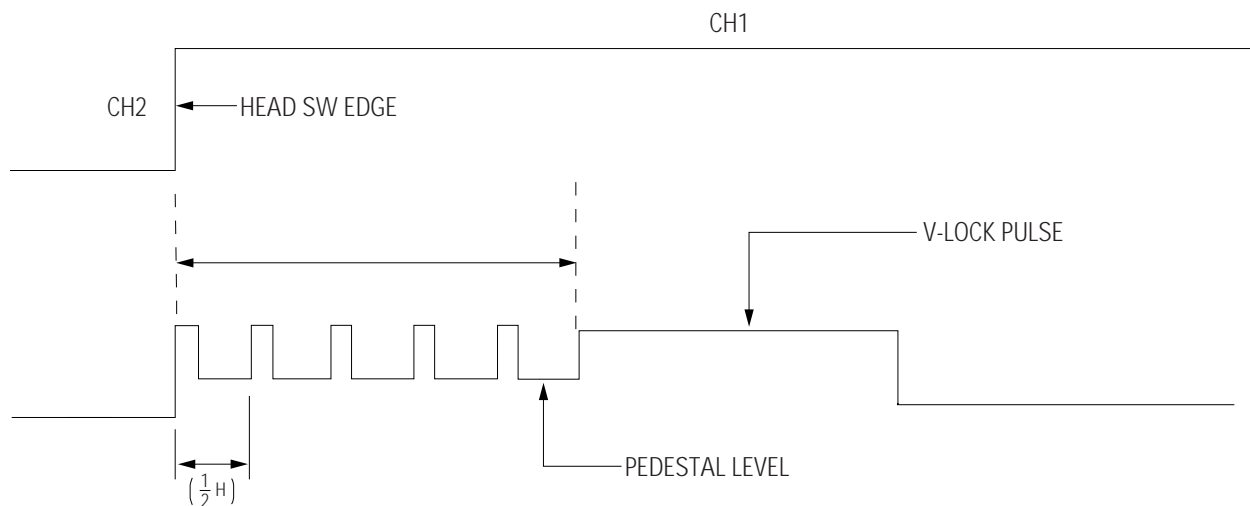 CH1
CH2
HEAD SW EDGE
V-LOCK PULSE
PEDESTAL LEVEL
(1/2 H)